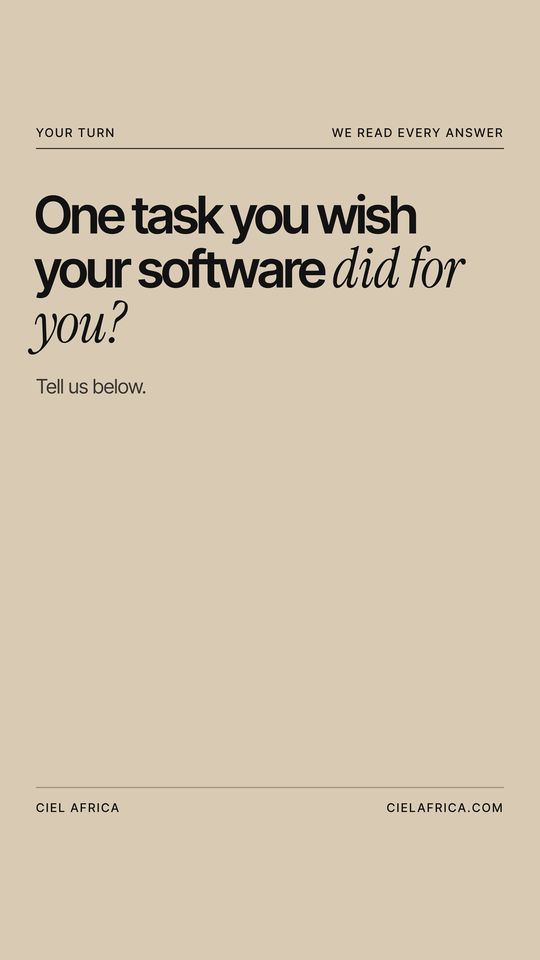 YOUR TURN
WE READ EVERY ANSWER
One task you wish
your software did for
you?
Tell us below.
CIEL AFRICA
CIELAFRICA.COM